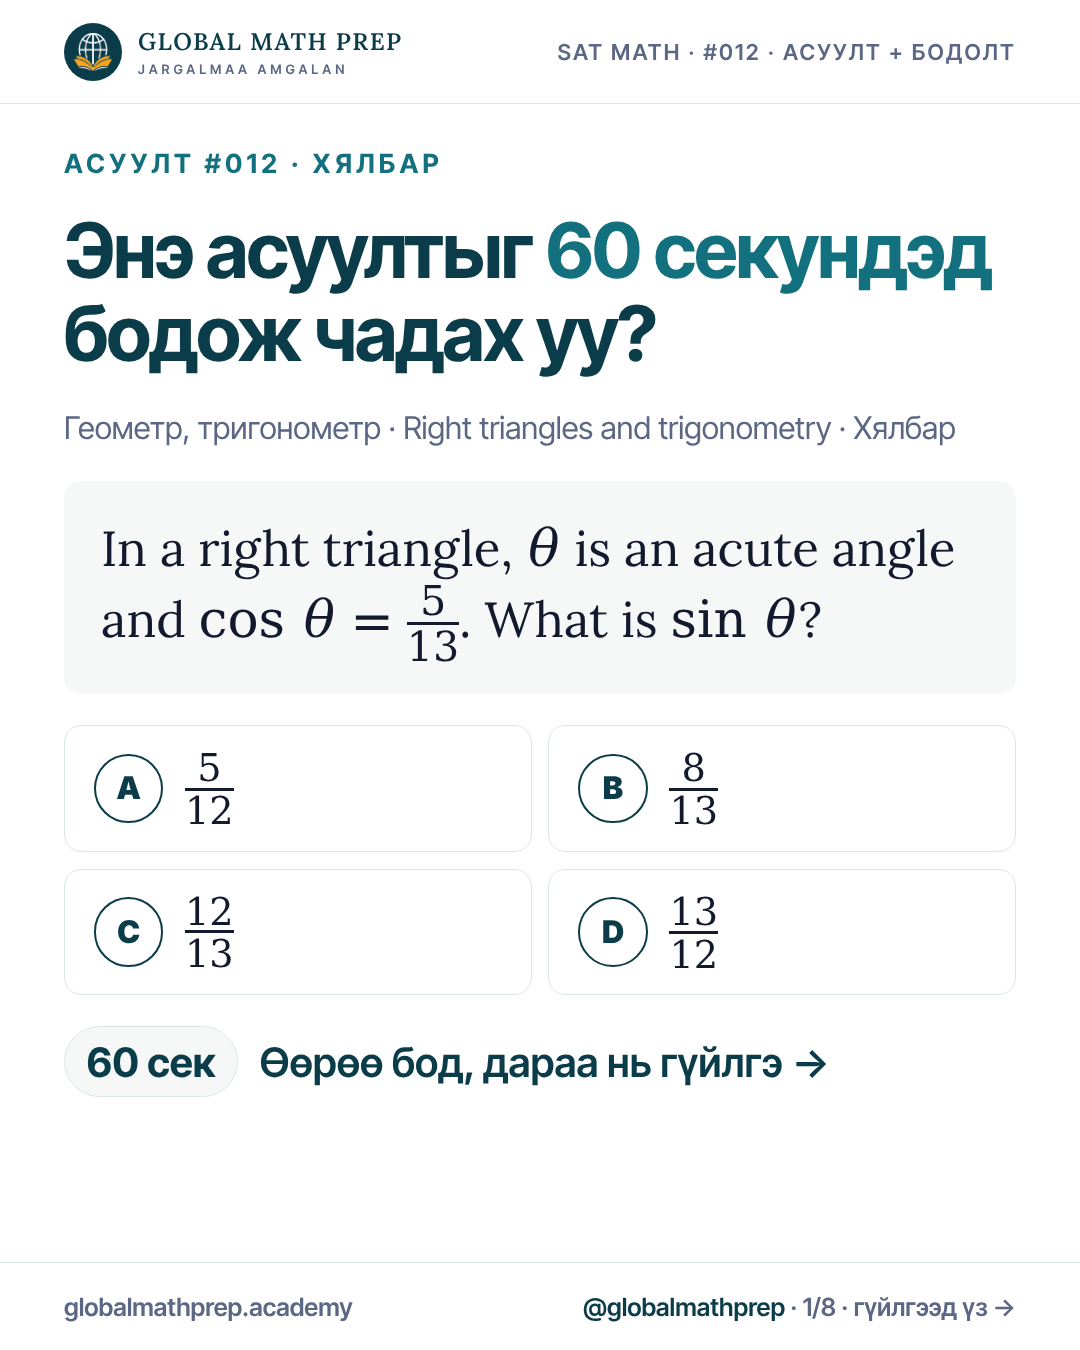 GLOBAL MATH PREP
JARGALMAA AMGALAN
SAT MATH · #012 · АСУУЛТ + БОДОЛТ
АСУУЛТ #012 · ХЯЛБАР
Энэ асуултыг 60 секундэд
бодож чадах уу?
Геометр, тригонометр · Right triangles and trigonometry · Хялбар
In a right triangle, θ is an acute angle
and cos θ = 5/13. What is sin θ?
A 5/12
B 8/13
C 12/13
D 13/12
60 сек Өөрөө бод, дараа нь гүйлгэ →
globalmathprep.academy
@globalmathprep · 1/8 · гүйлгээд үз →